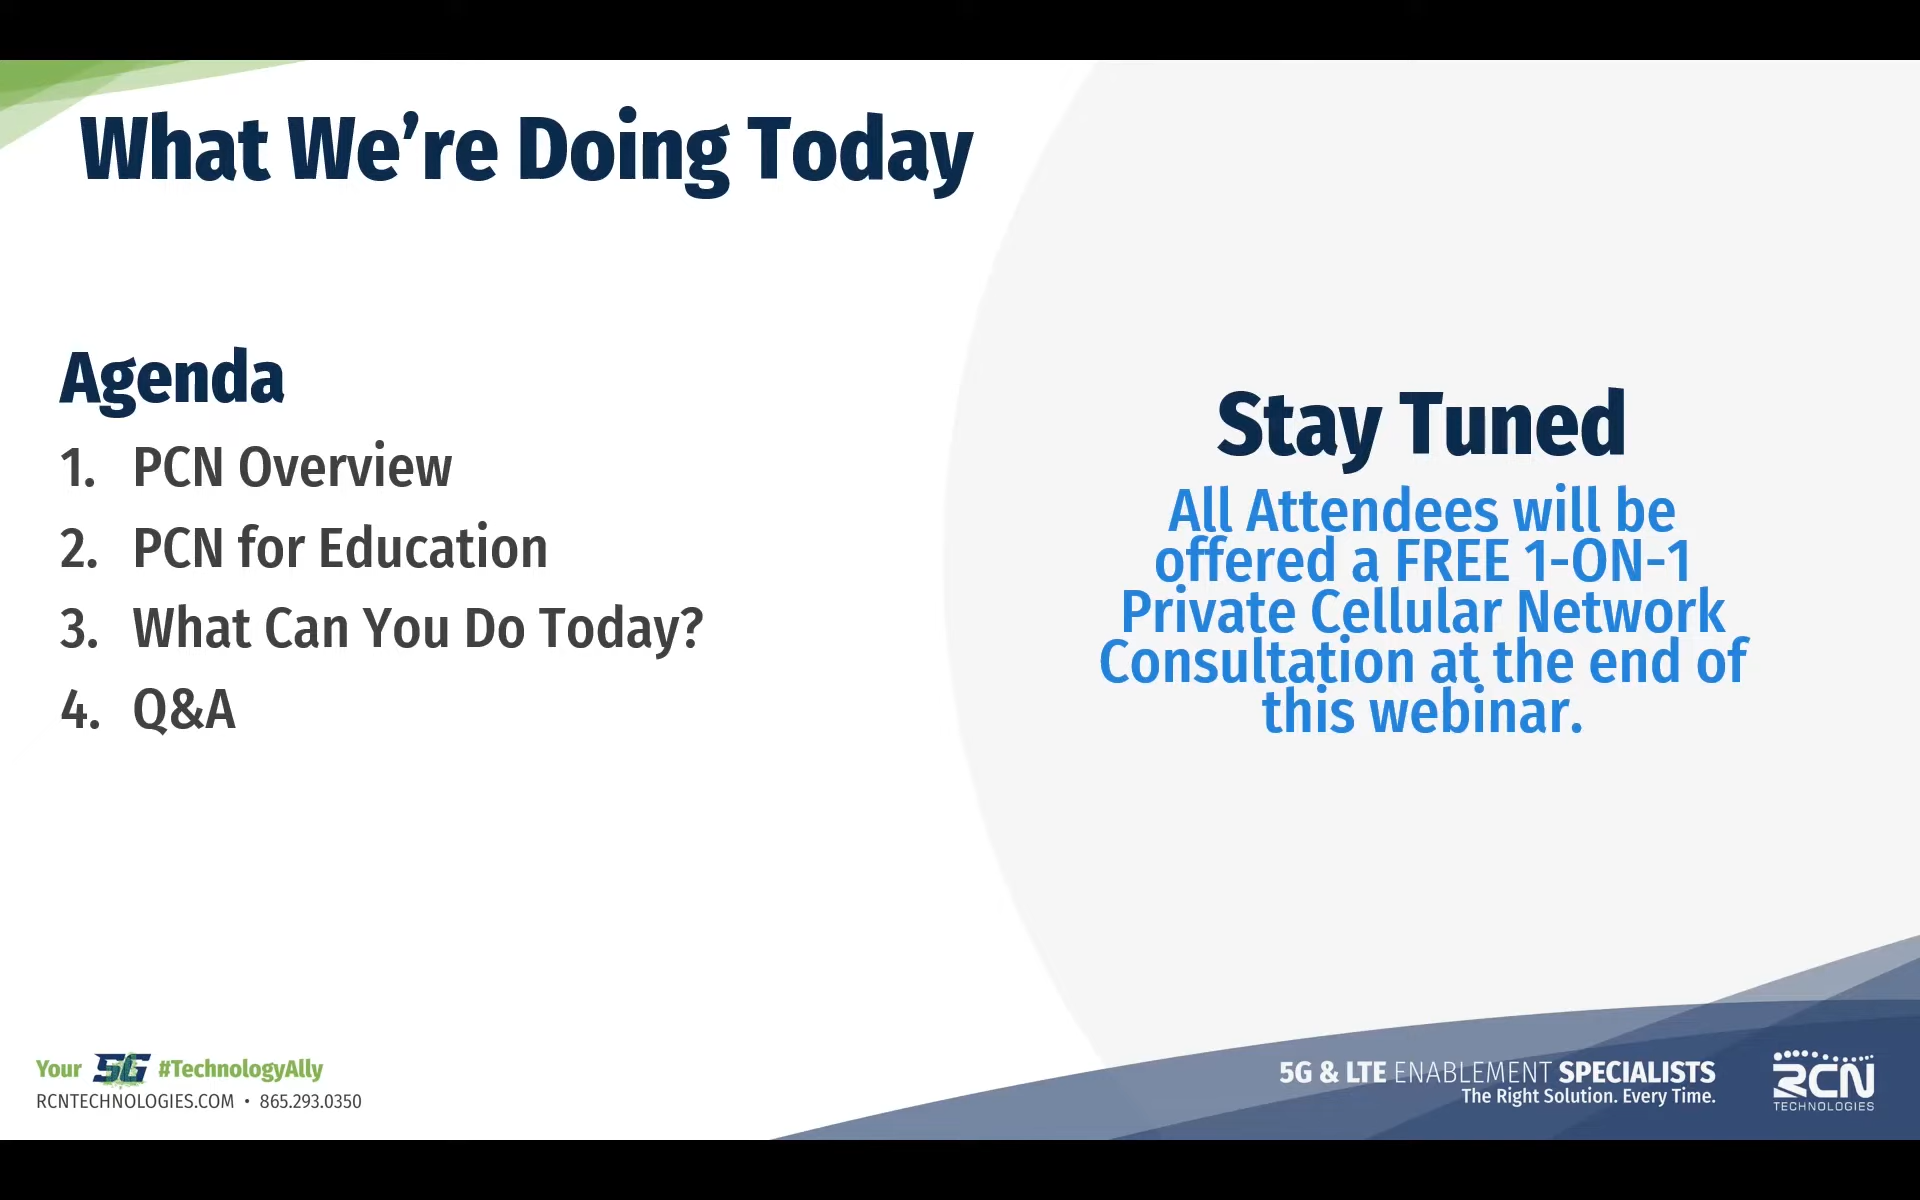 What We’re Doing Today
Agenda
1. PCN Overview
2. PCN for Education
3. What Can You Do Today?
4. Q&A
Stay Tuned
All Attendees will be
offered a FREE 1-ON-1
Private Cellular Network
Consultation at the end of
this webinar.
Your 5G #TechnologyAlly
RCNTECHNOLOGIES.COM • 865.293.0350
5G & LTE ENABLEMENT SPECIALISTS
The Right Solution. Every Time.
RCN
TECHNOLOGIES